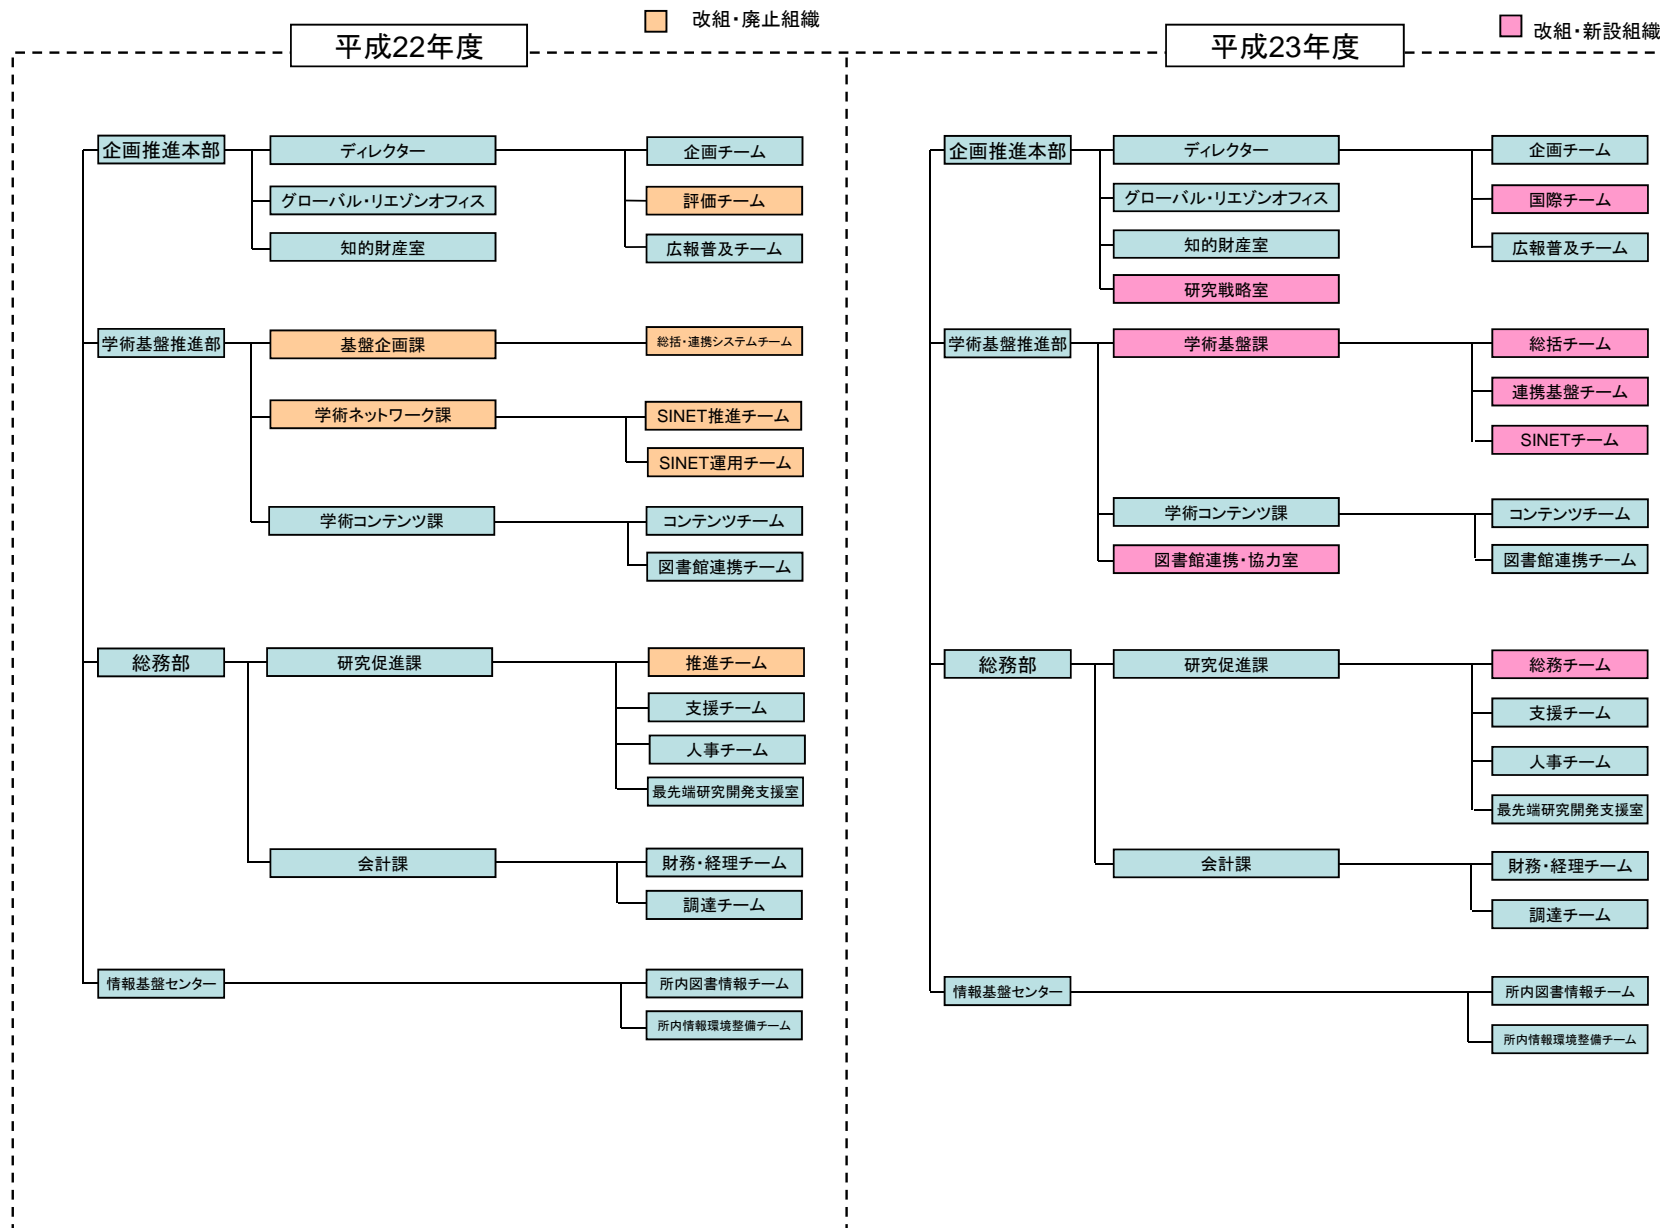 改組・廃止組織
平成22年度
企画推進本部
ディレクター
企画チーム
グローバル・リエゾンオフィス
評価チーム
知的財産室
広報普及チーム
学術基盤推進部
基盤企画課
総括・連携システムチーム
学術ネットワーク課
SINET推進チーム
SINET運用チーム
学術コンテンツ課
コンテンツチーム
図書館連携チーム
総務部
研究促進課
推進チーム
支援チーム
人事チーム
最先端研究開発支援室
会計課
財務・経理チーム
調達チーム
情報基盤センター
所内図書情報チーム
所内情報環境整備チーム
改組・新設組織
平成23年度
企画推進本部
ディレクター
企画チーム
グローバル・リエゾンオフィス
国際チーム
知的財産室
広報普及チーム
研究戦略室
学術基盤推進部
学術基盤課
総括チーム
連携基盤チーム
SINETチーム
学術コンテンツ課
コンテンツチーム
図書館連携・協力室
図書館連携チーム
総務部
研究促進課
総務チーム
支援チーム
人事チーム
最先端研究開発支援室
会計課
財務・経理チーム
調達チーム
情報基盤センター
所内図書情報チーム
所内情報環境整備チーム